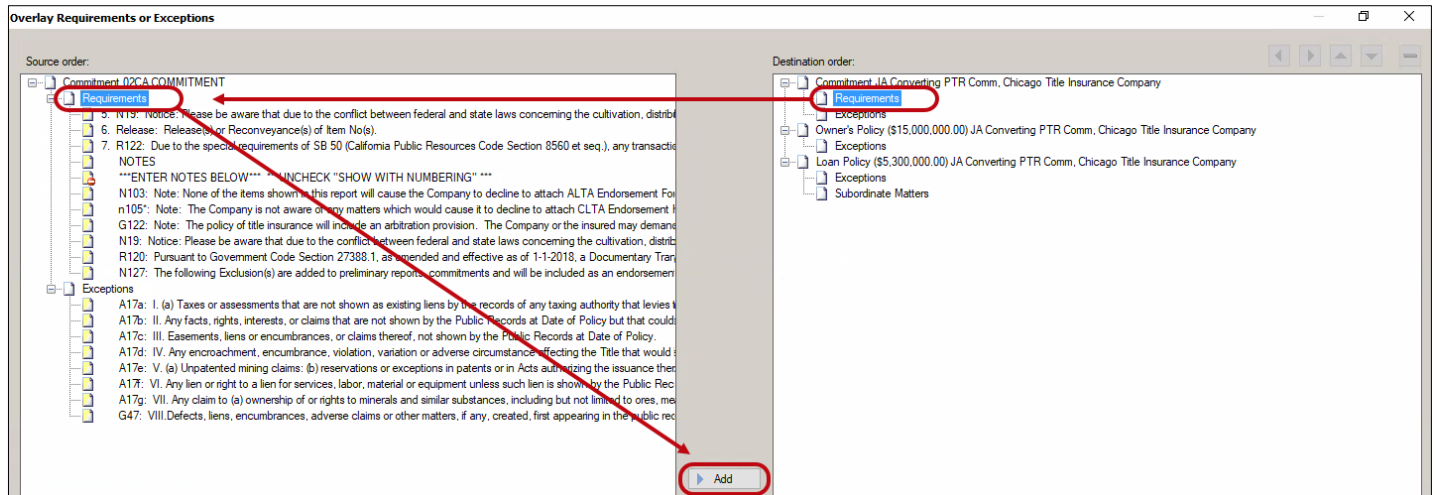 Overlay Requirements or Exceptions
Source order:
Commitment 02CA COMMITMENT
Requirements
5. N19: Notice: Please be aware that due to the conflict between federal and state laws concerning the cultivation, distrib
6. Release: Release(s) or Reconveyance(s) of Item No(s).
7. R122: Due to the special requirements of SB 50 (California Public Resources Code Section 8560 et seq.), any transactic
NOTES
***ENTER NOTES BELOW*** ** UNCHECK "SHOW WITH NUMBERING" ***
N103: Note: None of the items shown in this report will cause the Company to decline to attach ALTA Endorsement For
n105*: Note: The Company is not aware of any matters which would cause it to decline to attach CLTA Endorsement
G122: Note: The policy of title insurance will include an arbitration provision. The Company or the insured may demand
N19: Notice: Please be aware that due to the conflict between federal and state laws concerning the cultivation, distrib
R120: Pursuant to Government Code Section 27388.1, as amended and effective as of 1-1-2018, a Documentary Tran
N127: The following Exclusion(s) are added to preliminary reports, commitments and will be included as an endorsemen
Exceptions
A17a: I. (a) Taxes or assessments that are not shown as existing liens by the records of any taxing authority that levies
A17b: II. Any facts, rights, interests, or claims that are not shown by the Public Records at Date of Policy but that could
A17c: III. Easements, liens or encumbrances, or claims thereof, not shown by the Public Records at Date of Policy.
A17d: IV. Any encroachment, encumbrance, violation, variation or adverse circumstance affecting the Title that would
A17e: V. (a) Unpatented mining claims: (b) reservations or exceptions in patents or in Acts authorizing the issuance ther
A17f: VI. Any lien or right to a lien for services, labor, material or equipment unless such lien is shown by the Public Rec
A17g: VII. Any claim to (a) ownership of or rights to minerals and similar substances, including but not limited to ores, me
G47: VIII.Defects, liens, encumbrances, adverse claims or other matters, if any, created, first appearing in the public rec
Add
Destination order:
Commitment JA Converting PTR Comm, Chicago Title Insurance Company
Requirements
Exceptions
Owner's Policy ($15,000,000.00) JA Converting PTR Comm, Chicago Title Insurance Company
Exceptions
Loan Policy ($5,300,000.00) JA Converting PTR Comm, Chicago Title Insurance Company
Exceptions
Subordinate Matters